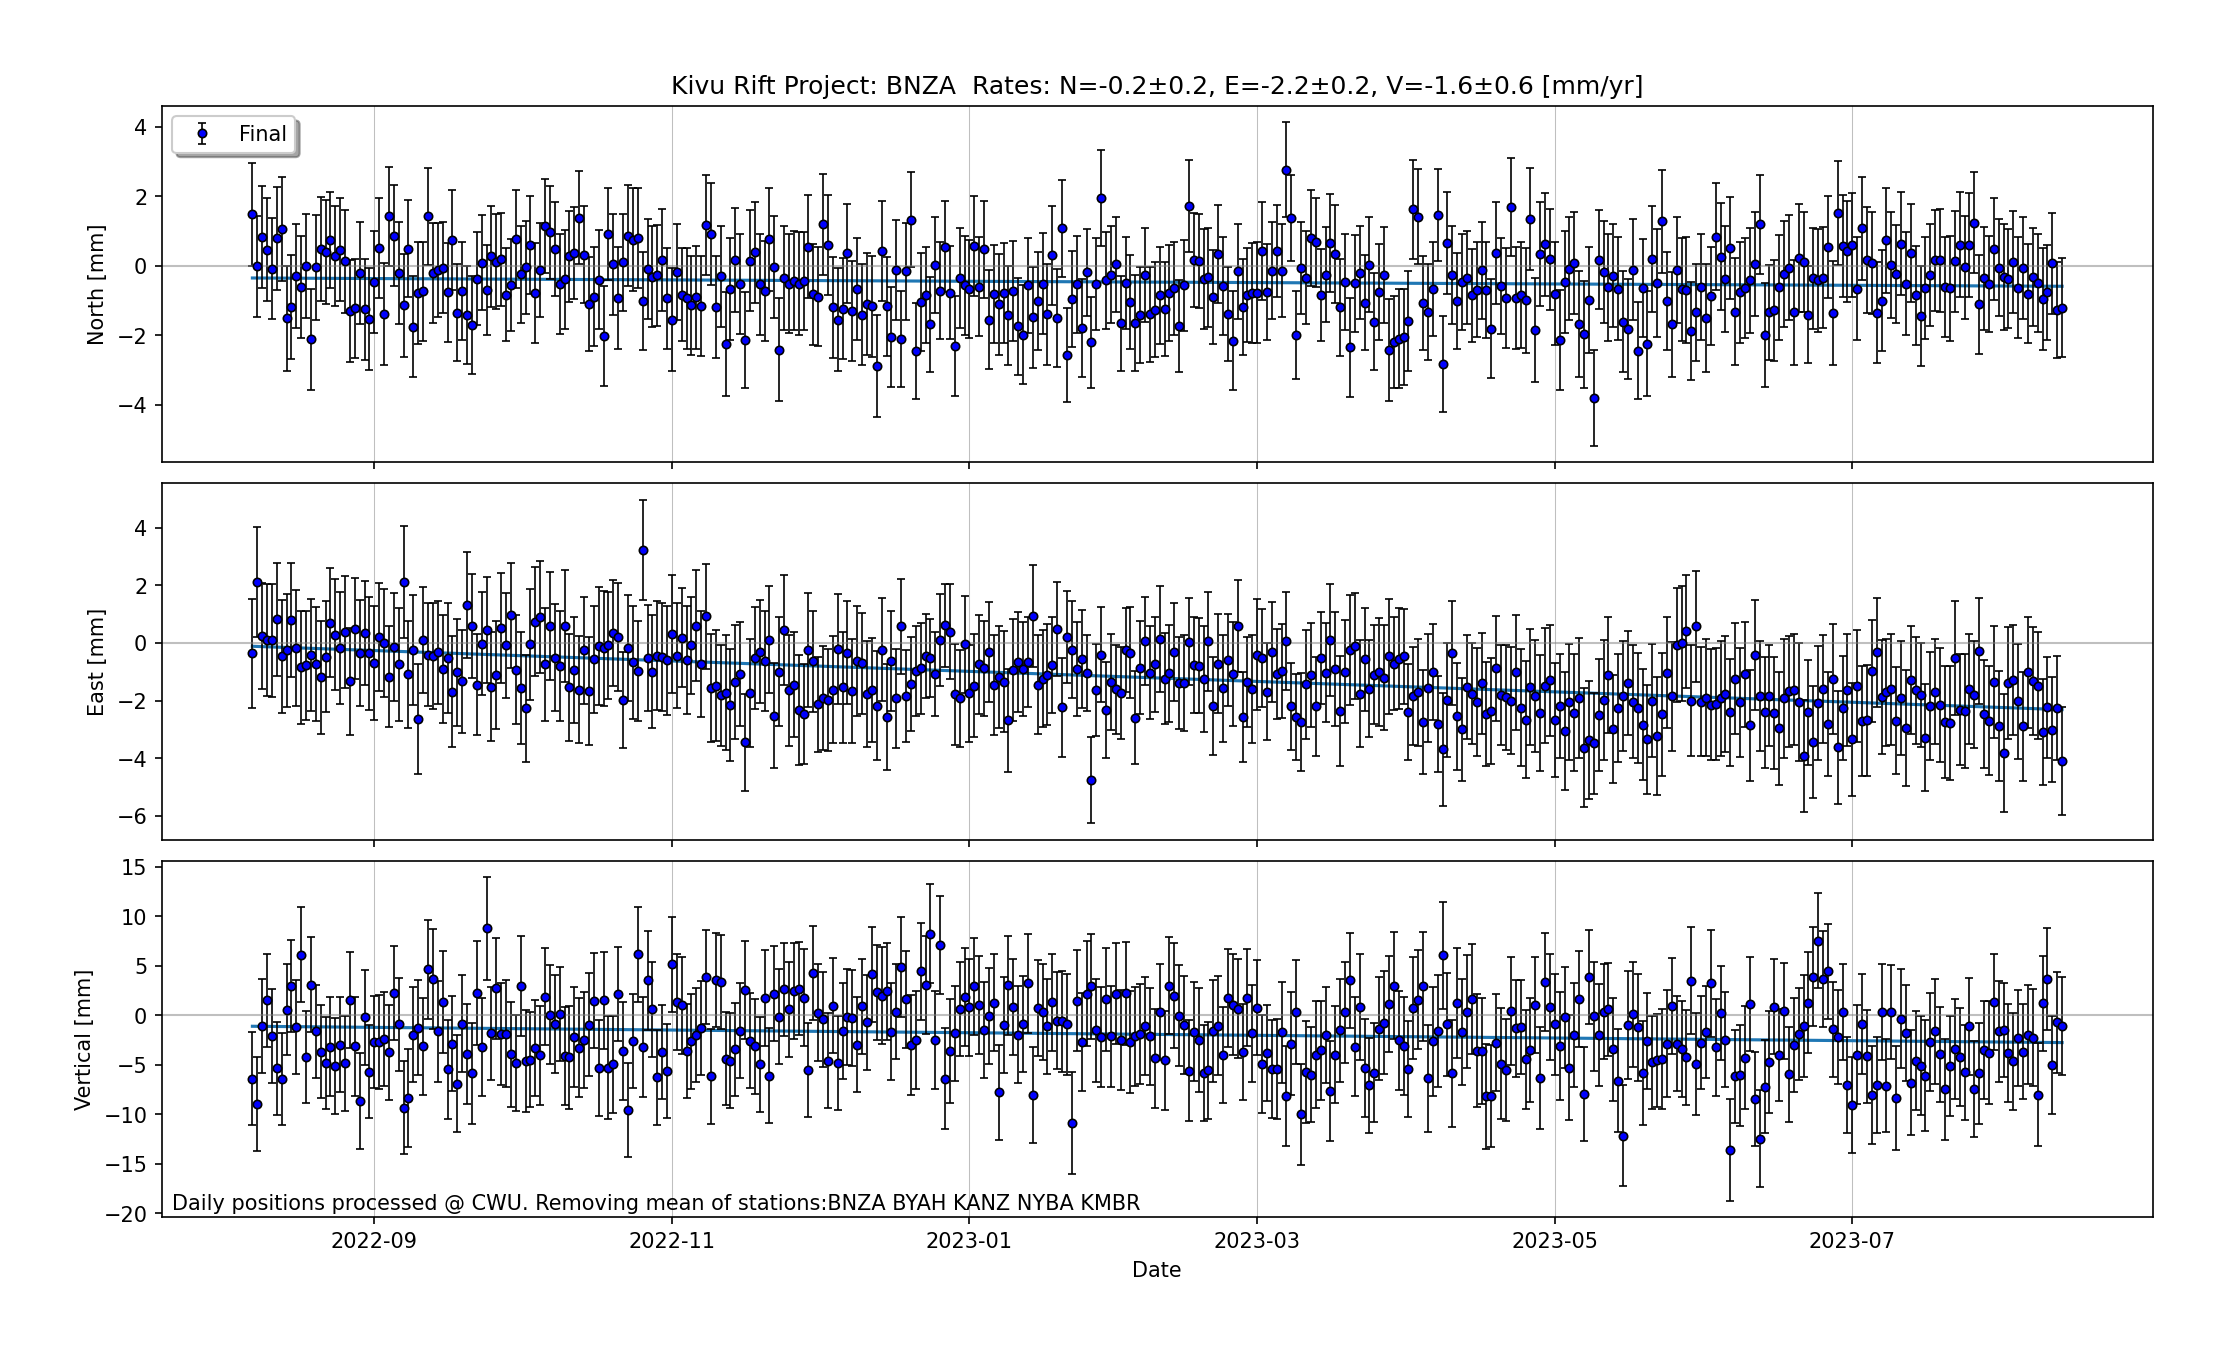 Kivu Rift Project: BNZA  Rates: N=-0.2±0.2, E=-2.2±0.2, V=-1.6±0.6 [mm/yr]
Final
4
2
0
−2
−4
North [mm]
4
2
0
−2
−4
−6
East [mm]
15
10
5
0
−5
−10
−15
−20
Vertical [mm]
Daily positions processed @ CWU. Removing mean of stations:BNZA BYAH KANZ NYBA KMBR
2022-09 2022-11 2023-01 2023-03 2023-05 2023-07
Date